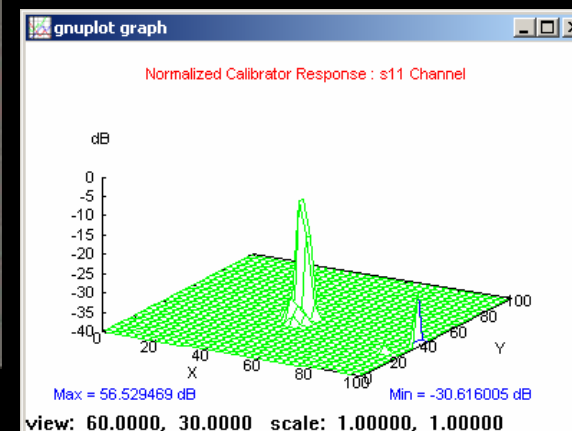 gnuplot graph
Normalized Calibrator Response : s11 Channel
dB
0
-5
-10
-15
-20
-25
-30
-35
-40
0
20
40
60
80
100
X
0
20
40
60
80
100
Y
Max = 56.529469 dB
Min = -30.616005 dB
view: 60.0000, 30.0000 scale: 1.00000, 1.00000